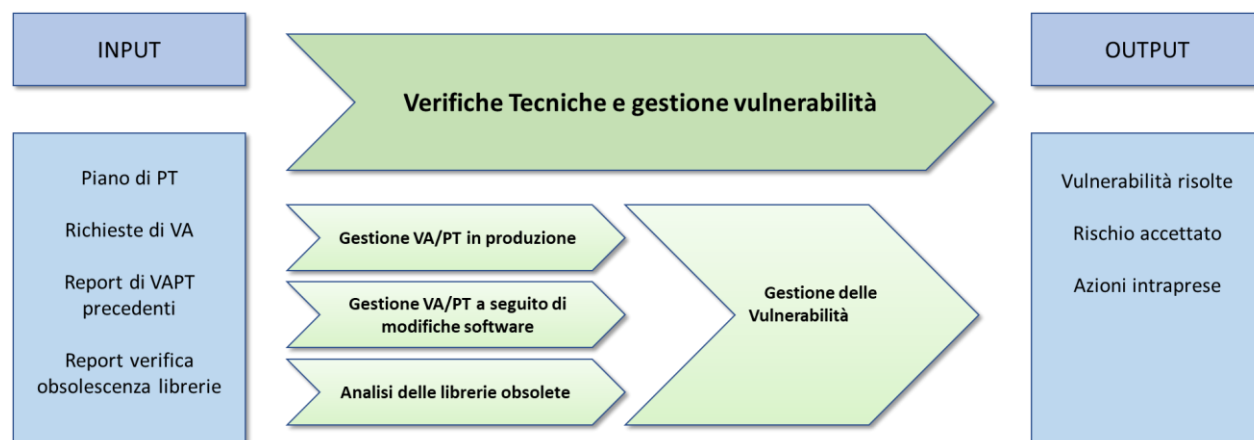 INPUT
Piano di PT
Richieste di VA
Report di VAPT
precedenti
Report verifica
obsolescenza librerie
Verifiche Tecniche e gestione vulnerabilità
Gestione VA/PT in produzione
Gestione VA/PT a seguito di
modifiche software
Analisi delle librerie obsolete
Gestione delle
Vulnerabilità
OUTPUT
Vulnerabilità risolte
Rischio accettato
Azioni intraprese